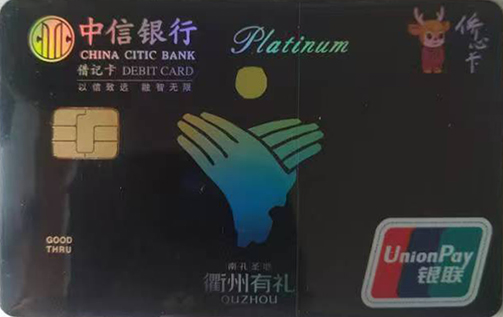 中信银行
CHINA CITIC BANK
借记卡 DEBIT CARD
以信致远 融智无限
Platinum
侨心卡
GOOD
THRU
南孔圣地
衢州有礼
QUZHOU
UnionPay
银联